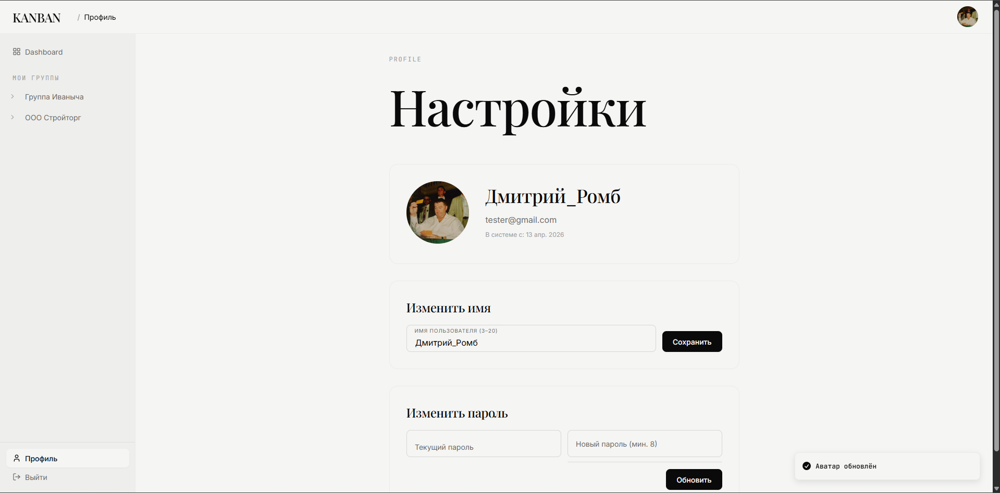 KANBAN / Профиль
Dashboard
МОИ ГРУППЫ
Группа Иваныча
ООО Стройторг
PROFILE
Настройки
Дмитрий_Ромб
tester@gmail.com
В системе с: 13 апр. 2026
Изменить имя
ИМЯ ПОЛЬЗОВАТЕЛЯ (3–20)
Дмитрий_Ромб
Сохранить
Изменить пароль
Текущий пароль
Новый пароль (мин. 8)
Обновить
Профиль
Выйти
Аватар обновлён